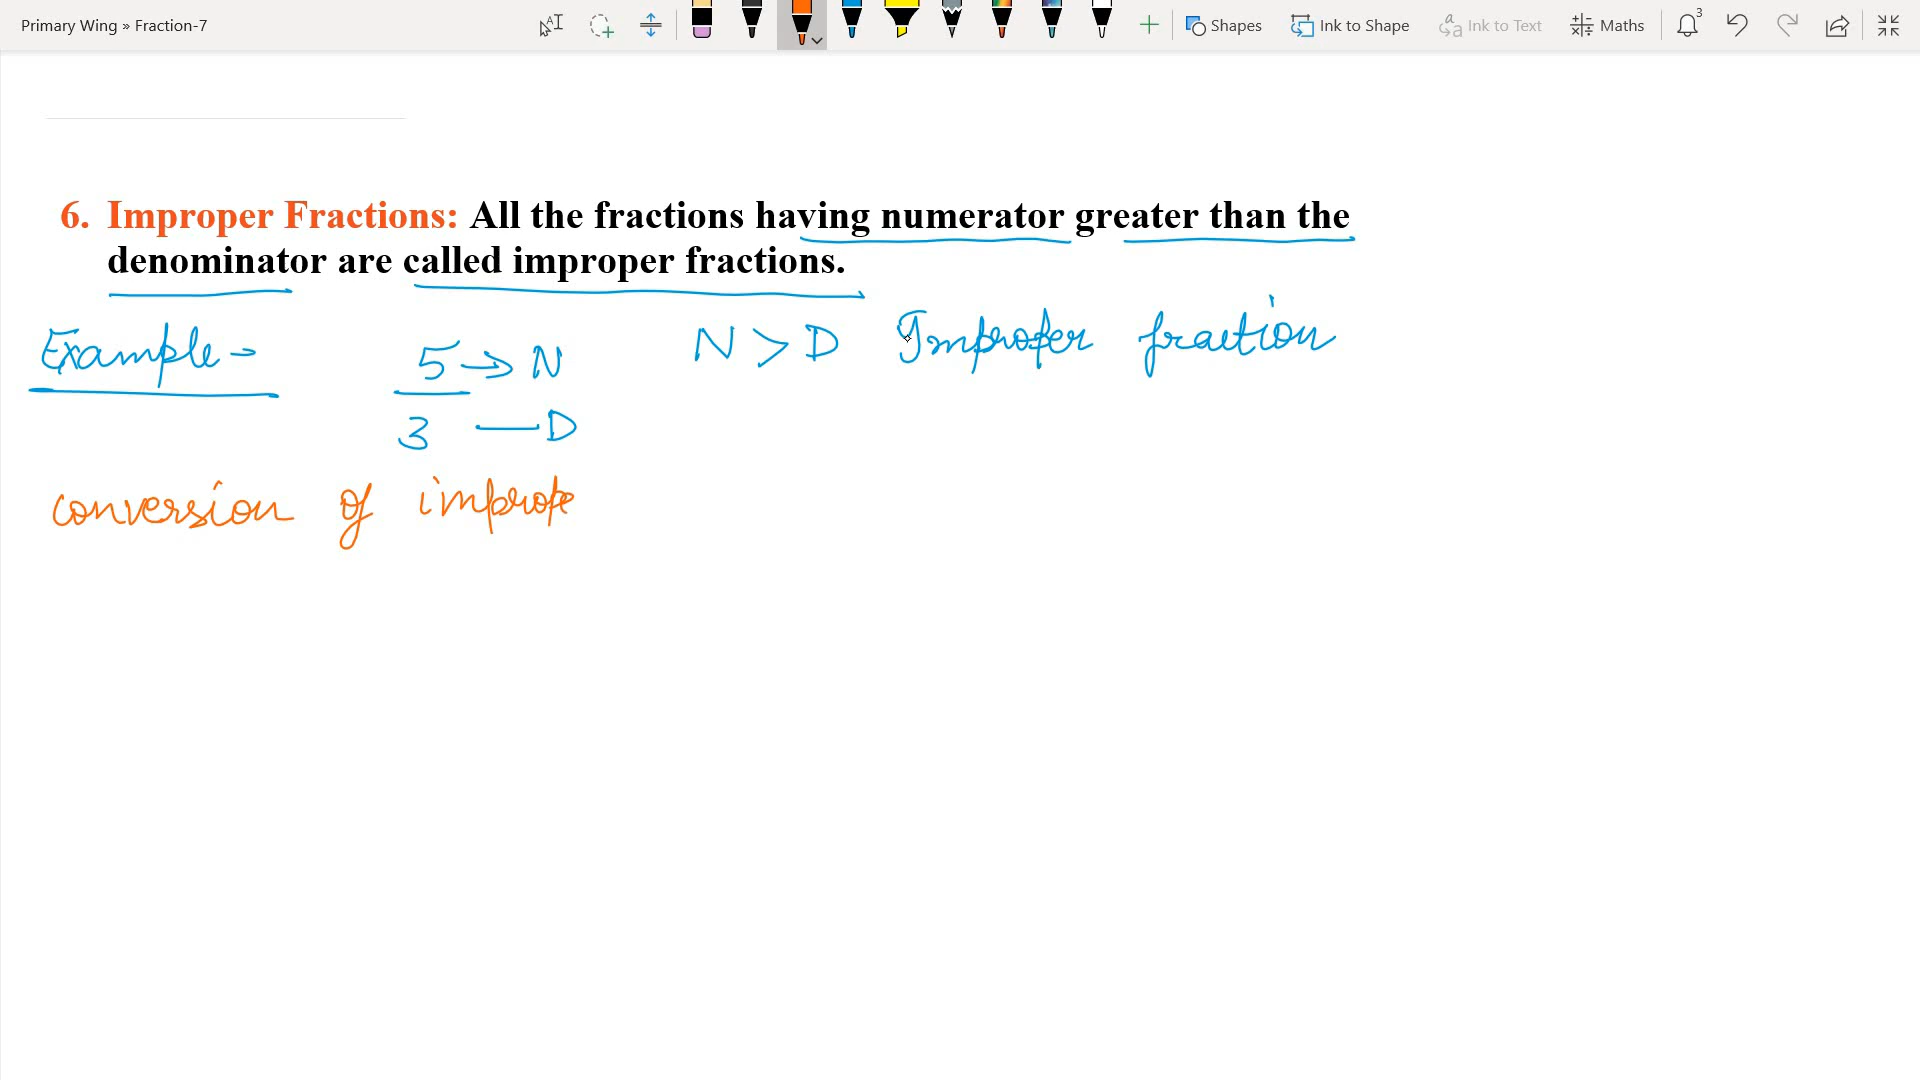 Primary Wing » Fraction-7
Shapes Ink to Shape Ink to Text Maths 3
6. Improper Fractions: All the fractions having numerator greater than the
denominator are called improper fractions.
Example - 5 → N N > D Improper fraction
3 — D
conversion of imprope